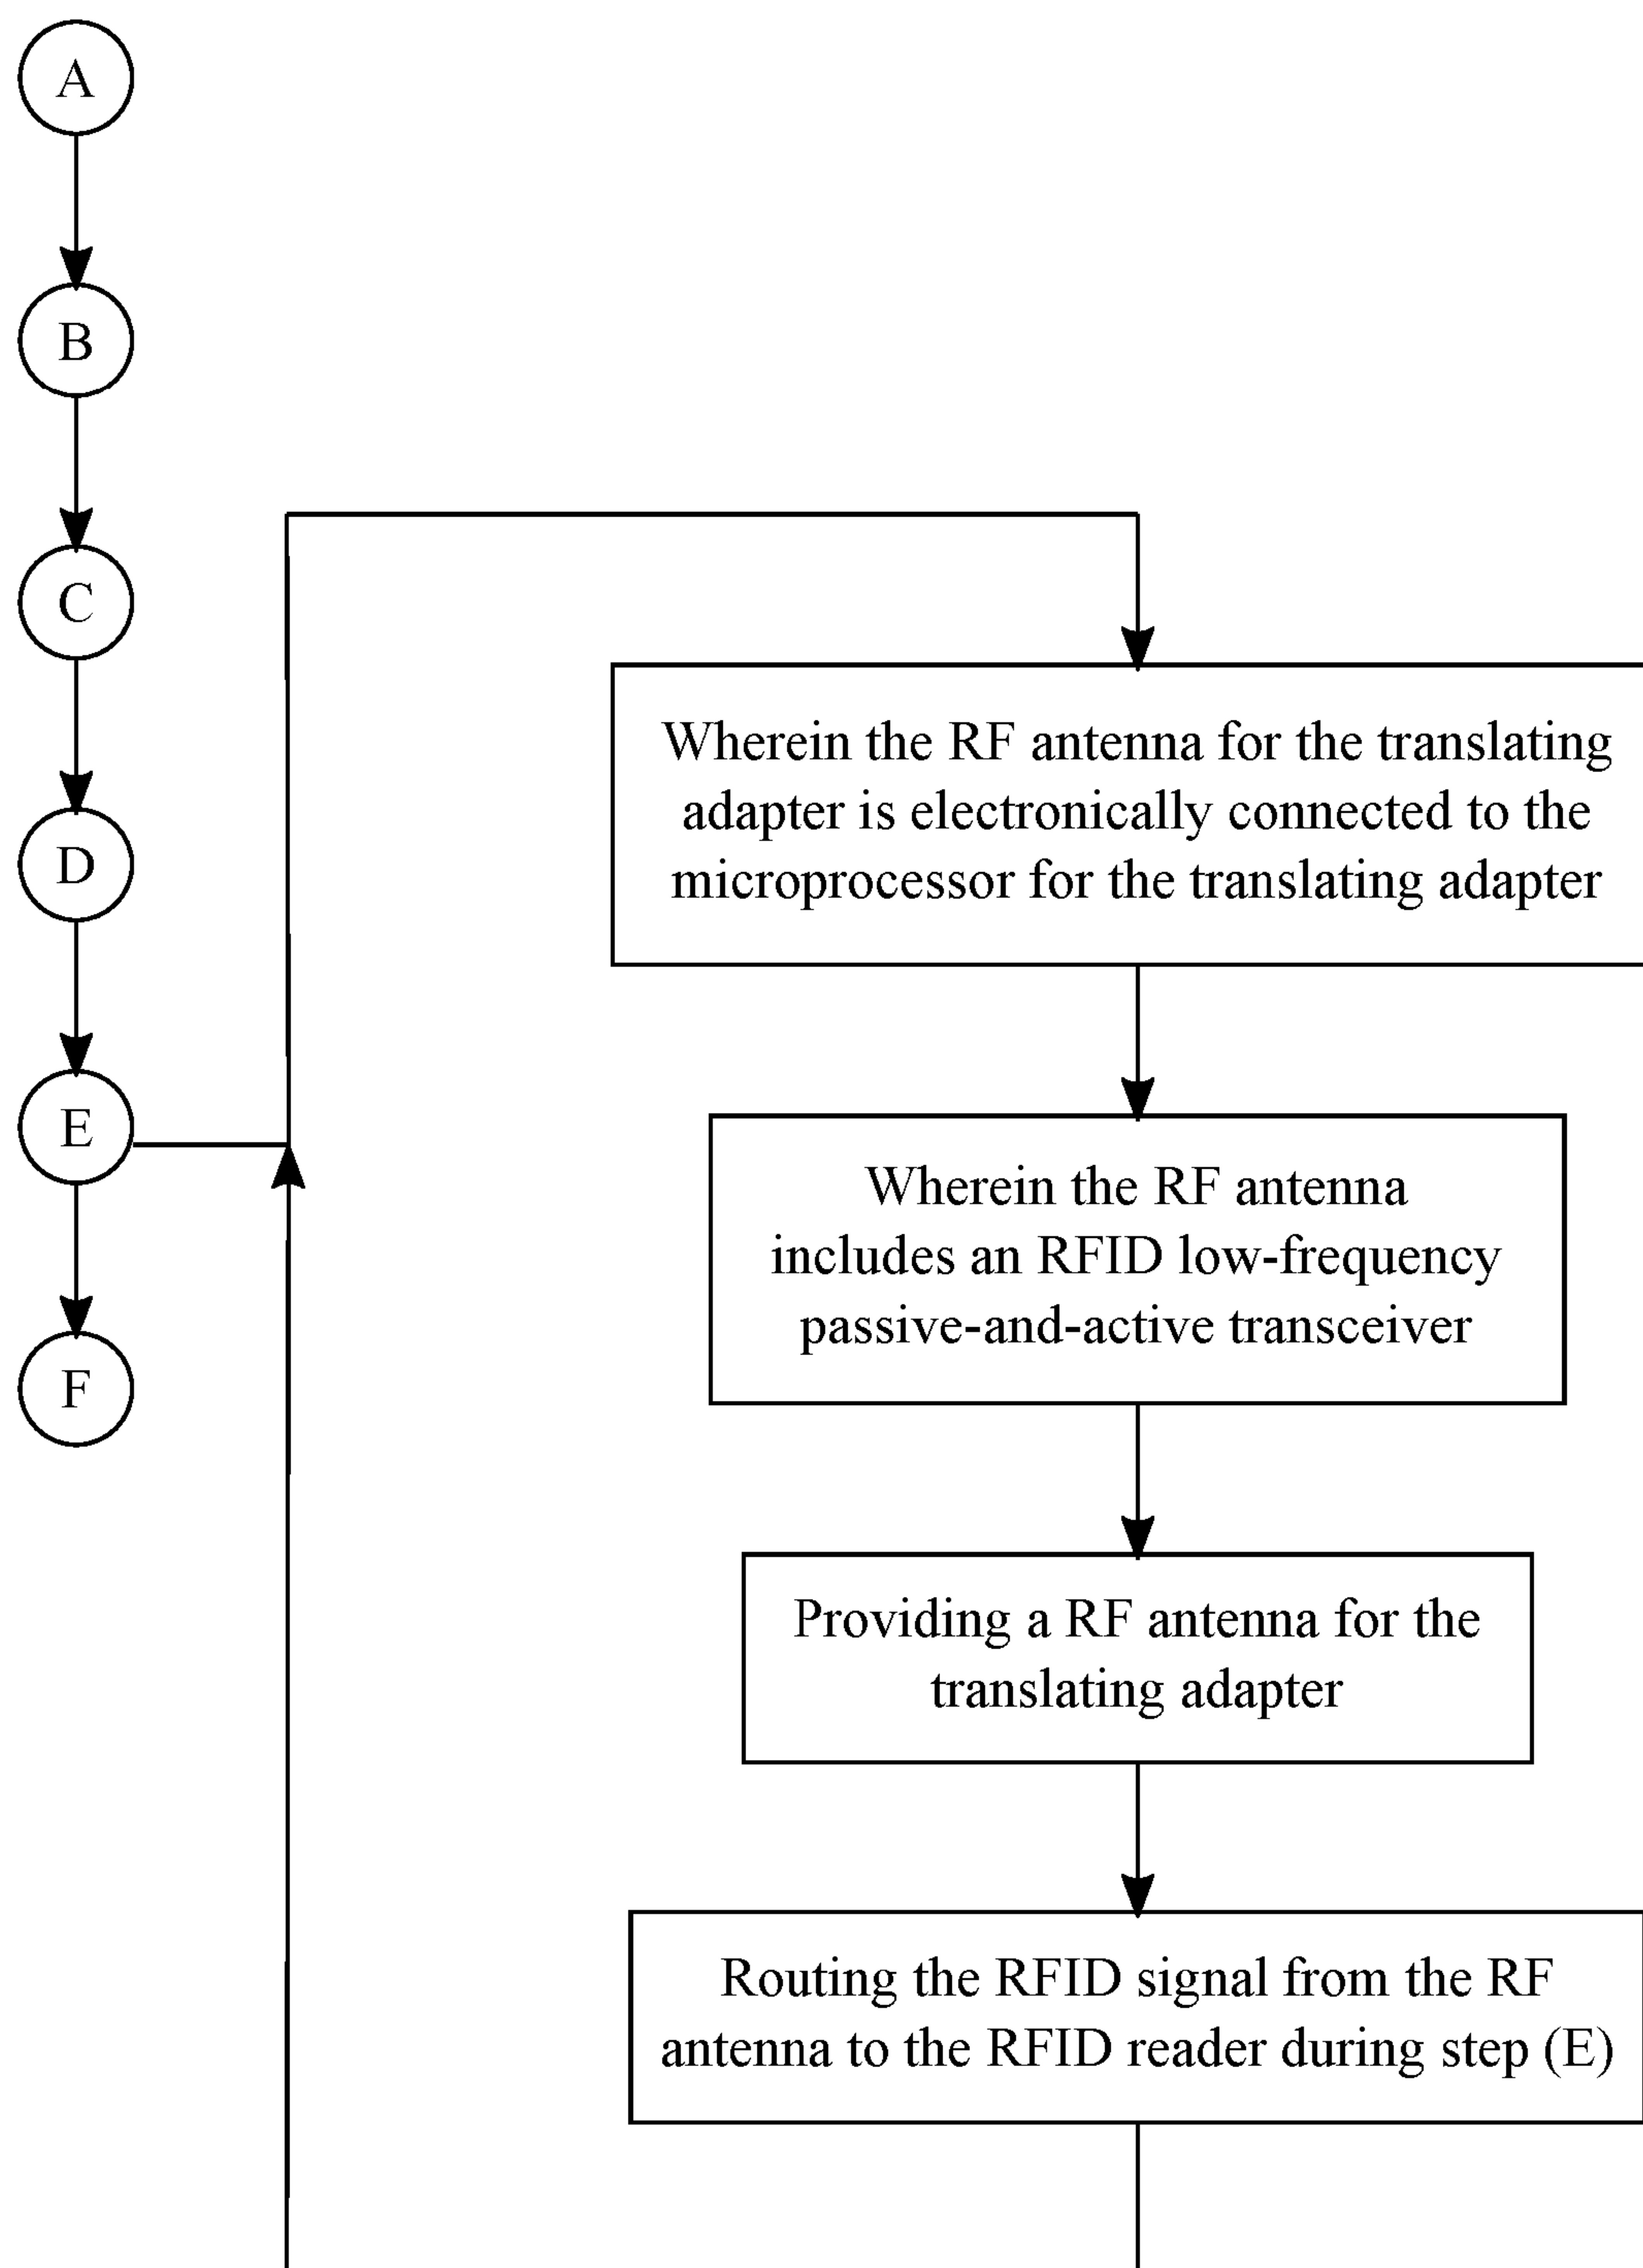 A
B
C
D
E
F
Wherein the RF antenna for the translating
adapter is electronically connected to the
microprocessor for the translating adapter
Wherein the RF antenna
includes an RFID low-frequency
passive-and-active transceiver
Providing a RF antenna for the
translating adapter
Routing the RFID signal from the RF
antenna to the RFID reader during step (E)